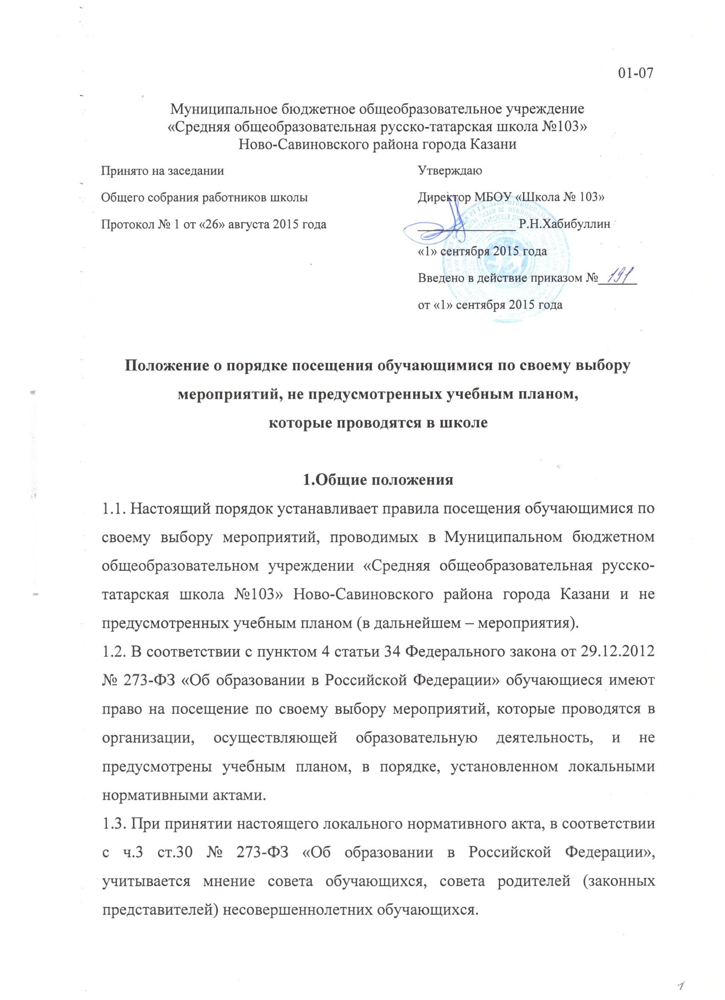 01-07
Муниципальное бюджетное общеобразовательное учреждение
«Средняя общеобразовательная русско-татарская школа №103»
Ново-Савиновского района города Казани
Принято на заседании
Общего собрания работников школы
Протокол № 1 от «26» августа 2015 года
Утверждаю
Директор МБОУ «Школа № 103»
_______________ Р.Н.Хабибуллин
«1» сентября 2015 года
Введено в действие приказом № 191
от «1» сентября 2015 года
Положение о порядке посещения обучающимися по своему выбору
мероприятий, не предусмотренных учебным планом,
которые проводятся в школе
1.Общие положения
1.1. Настоящий порядок устанавливает правила посещения обучающимися по
своему выбору мероприятий, проводимых в Муниципальном бюджетном
общеобразовательном учреждении «Средняя общеобразовательная русско-
татарская школа №103» Ново-Савиновского района города Казани и не
предусмотренных учебным планом (в дальнейшем – мероприятия).
1.2. В соответствии с пунктом 4 статьи 34 Федерального закона от 29.12.2012
№ 273-ФЗ «Об образовании в Российской Федерации» обучающиеся имеют
право на посещение по своему выбору мероприятий, которые проводятся в
организации, осуществляющей образовательную деятельность, и не
предусмотрены учебным планом, в порядке, установленном локальными
нормативными актами.
1.3. При принятии настоящего локального нормативного акта, в соответствии
с ч.3 ст.30 № 273-ФЗ «Об образовании в Российской Федерации»,
учитывается мнение совета обучающихся, совета родителей (законных
представителей) несовершеннолетних обучающихся.
1